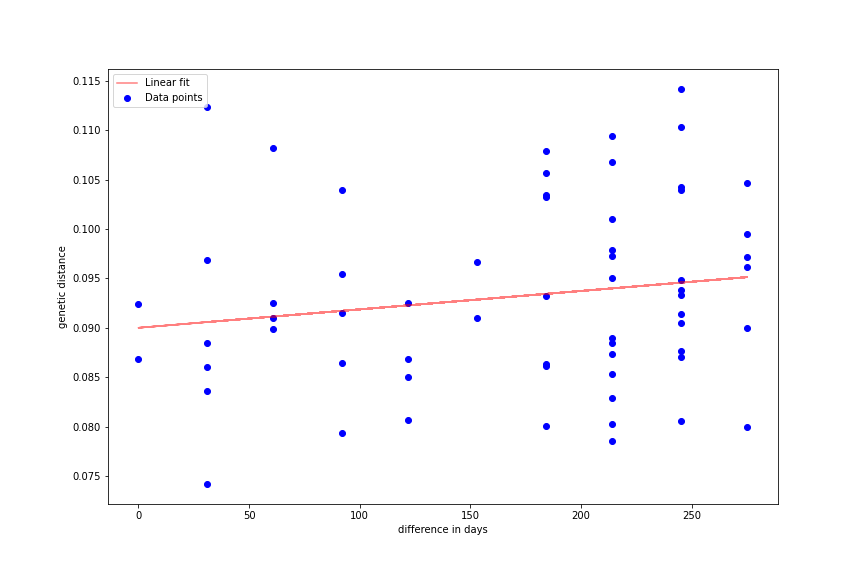 Linear fit
Data points
0.115
0.110
0.105
0.100
0.095
0.090
0.085
0.080
0.075
genetic distance
0 50 100 150 200 250
difference in days